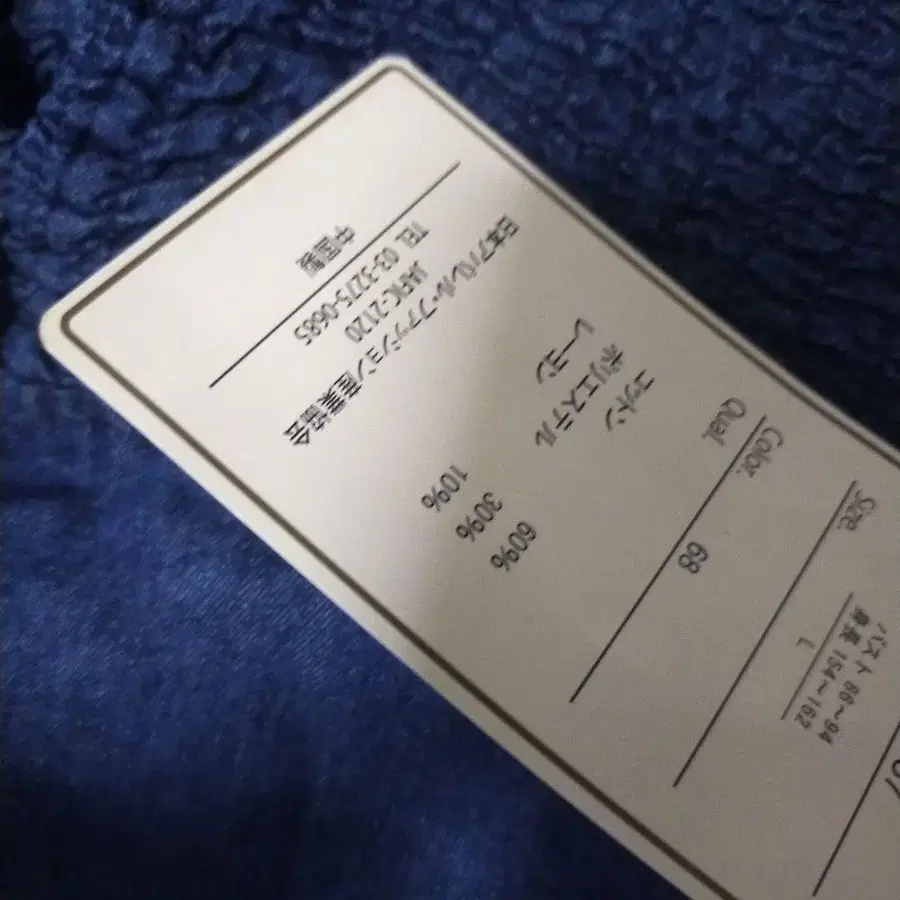 Size. バスト 86~94
身長 154~162
L
Color. 68
Qual. コットン 60%
ポリエステル 30%
レーヨン 10%
日本アパレル・ファッション産業協会
JAFIC-2120
TEL 03-3275-0685
中国製